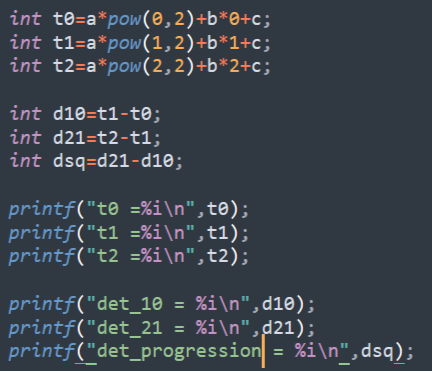 int t0=a*pow(0,2)+b*0+c;
int t1=a*pow(1,2)+b*1+c;
int t2=a*pow(2,2)+b*2+c;
int d10=t1-t0;
int d21=t2-t1;
int dsq=d21-d10;
printf("t0 =%i\n",t0);
printf("t1 =%i\n",t1);
printf("t2 =%i\n",t2);
printf("det_10 = %i\n",d10);
printf("det_21 = %i\n",d21);
printf("det_progression = %i\n",dsq);